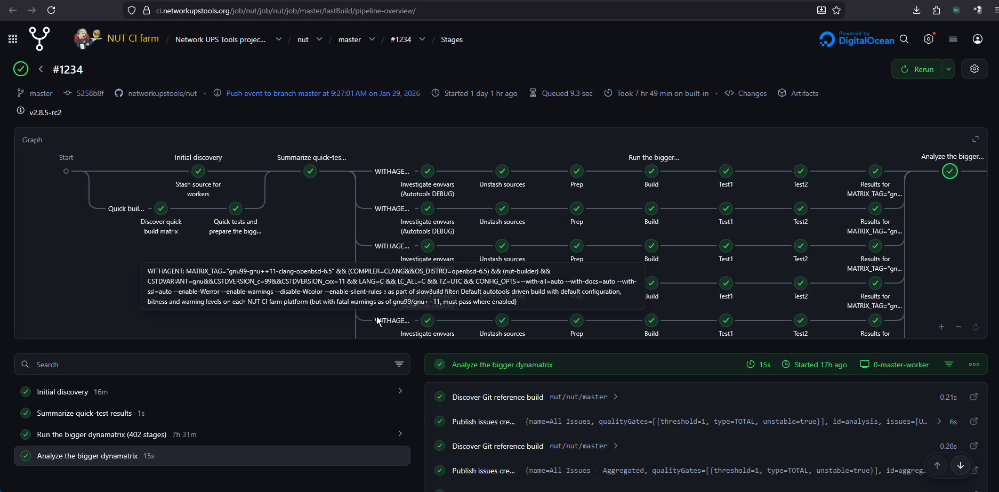 ci.networkupstools.org/job/nut/job/nut/job/master/lastBuild/pipeline-overview/
NUT CI farm / Network UPS Tools projec... / nut / master / #1234 / Stages
Powered by
DigitalOcean
#1234
Rerun
master 5258b8f networkupstools/nut • Push event to branch master at 9:27:01 AM on Jan 29, 2026 Started 1 day 1 hr ago Queued 9.3 sec Took 7 hr 49 min on built-in • Changes Artifacts
v2.8.5-rc2
Graph
Start Initial discovery Summarize quick-tes... Run the bigger... Analyze the bigger...
WITHAGE...
Stash source for
workers
Investigate envvars
(Autotools DEBUG)
Unstash sources Prep Build Test1 Test2
Results for
MATRIX_TAG="gn...
Quick buil... WITHAGE...
Discover quick
build matrix
Quick tests and
prepare the bigg...
Investigate envvars
(Autotools DEBUG)
Unstash sources Prep Build Test1 Test2
Results for
MATRIX_TAG="gn...
WITHAGE...
Investigate envvars Unstash sources Prep Build Test1 Test2 Results for
MATRIX_TAG="gn...
WITHAGENT: MATRIX_TAG="gnu99-gnu++11-clang-openbsd-6.5" && (COMPILER=CLANG&&OS_DISTRO=openbsd-6.5) && (nut-builder) &&
CSTDVARIANT=gnu&&CSTDVERSION_c=99&&CSTDVERSION_cxx=11 && LANG=C && LC_ALL=C && TZ=UTC && CONFIG_OPTS=--with-all=auto --with-docs=auto --with-
ssl=auto --enable-Werror --enable-warnings --disable-Wcolor --enable-silent-rules :: as part of slowBuild filter: Default autotools driven build with default configuration,
bitness and warning levels on each NUT CI farm platform (but with fatal warnings as of gnu99/gnu++11, must pass where enabled)
Build Test1 Test2 Results for
MATRIX_TAG="gn...
WITHAGE...
Investigate envvars Unstash sources Prep Build Test1 Test2 Results for
Search
Initial discovery 16m
Summarize quick-test results 1s
Run the bigger dynamatrix (402 stages) 7h 31m
Analyze the bigger dynamatrix 15s
Analyze the bigger dynamatrix 15s Started 17h ago 0-master-worker
Discover Git reference build nut/nut/master 0.21s
Publish issues cre... {name=All Issues, qualityGates=[{threshold=1, type=TOTAL, unstable=true}], id=analysis, issues=[U... 6s
Discover Git reference build nut/nut/master 0.28s
Publish issues cre... {name=All Issues - Aggregated, qualityGates=[{threshold=1, type=TOTAL, unstable=true}], id=aggreg...